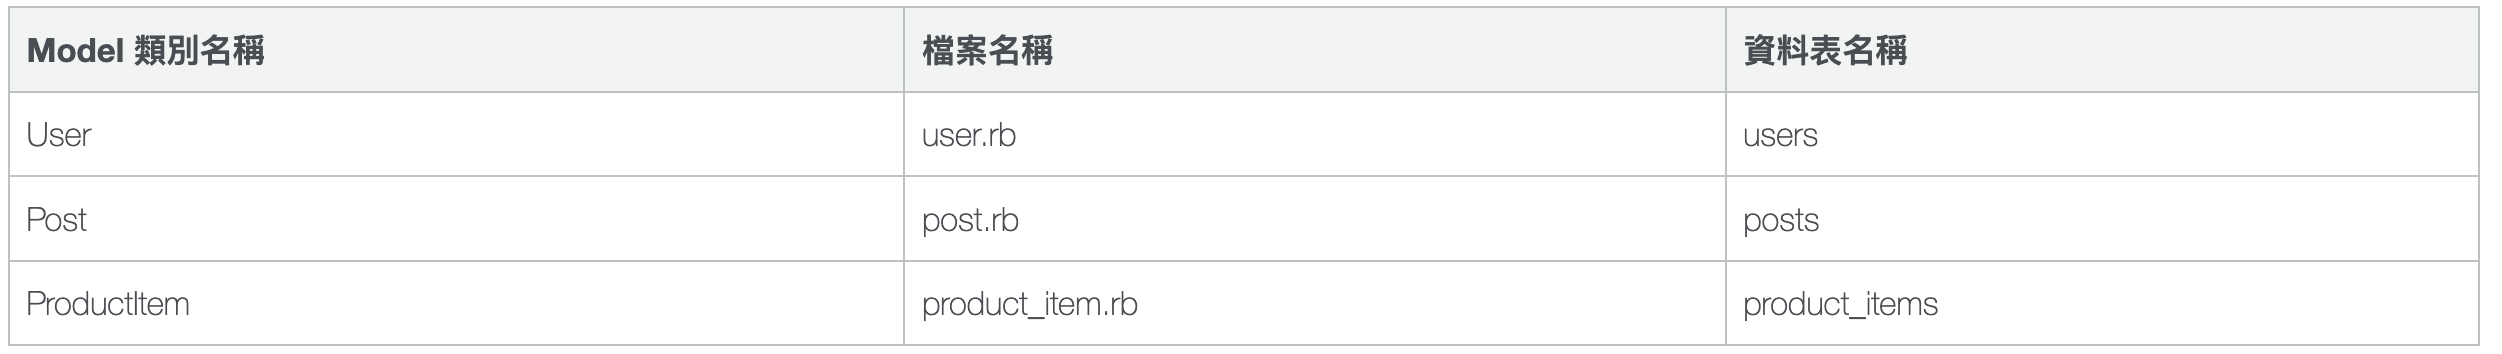 Model 類別名稱 檔案名稱 資料表名稱
User user.rb users
Post post.rb posts
ProductItem product_item.rb product_items